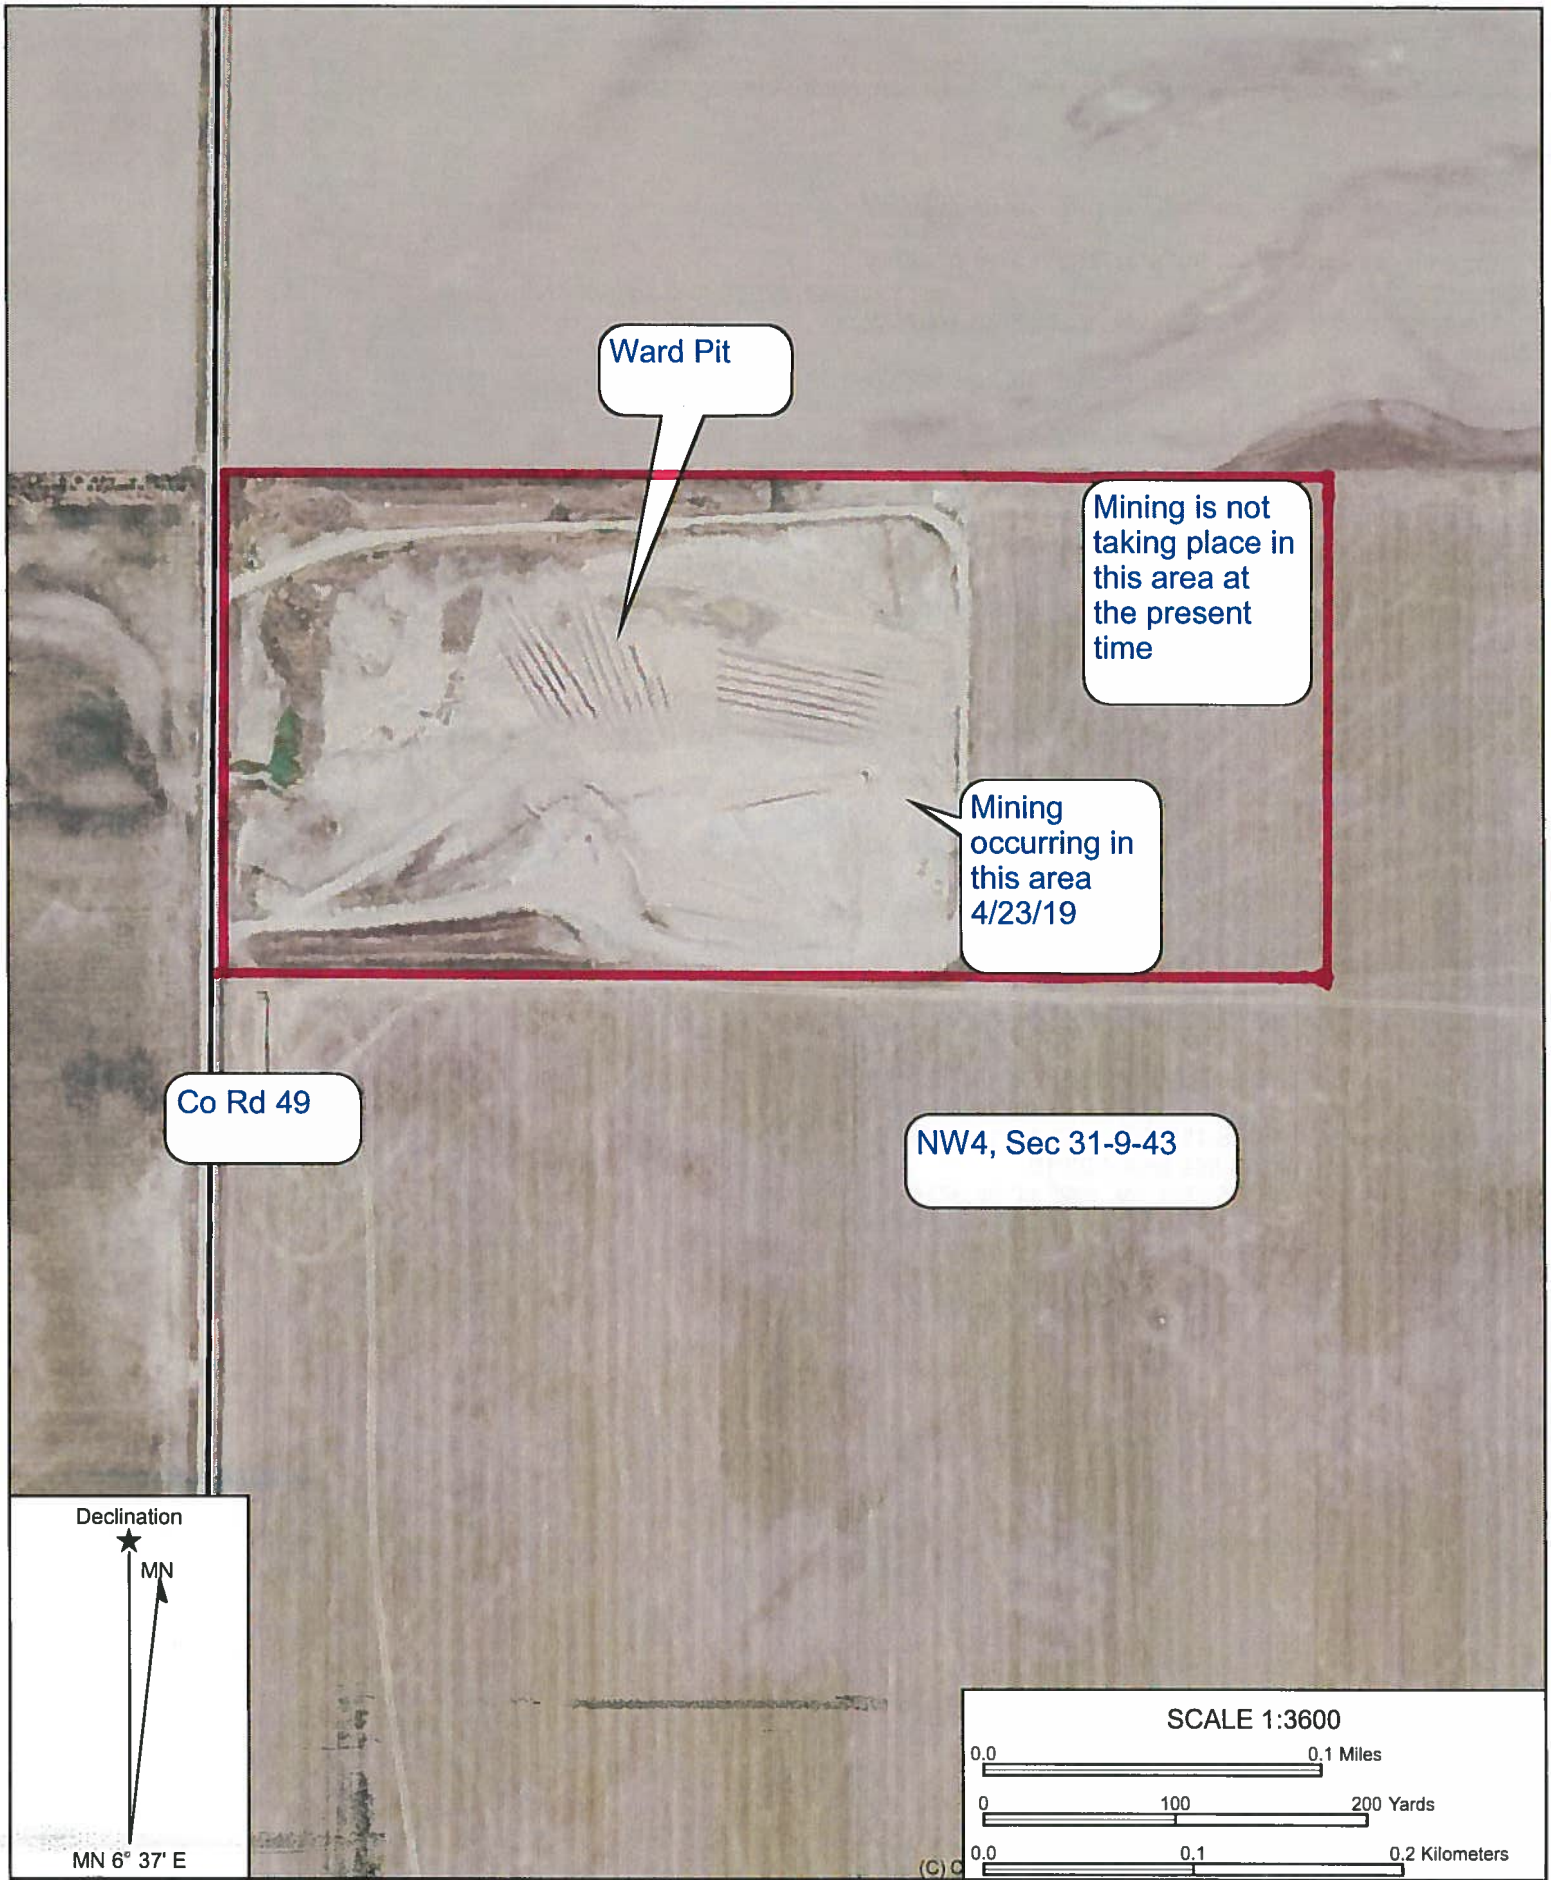 Ward Pit
Mining is not
taking place in
this area at
the present
time
Mining
occurring in
this area
4/23/19
Co Rd 49
NW4, Sec 31-9-43
Declination
MN
MN 6° 37' E
SCALE 1:3600
0.0 0.1 Miles
0 100 200 Yards
0.0 0.1 0.2 Kilometers
(C)